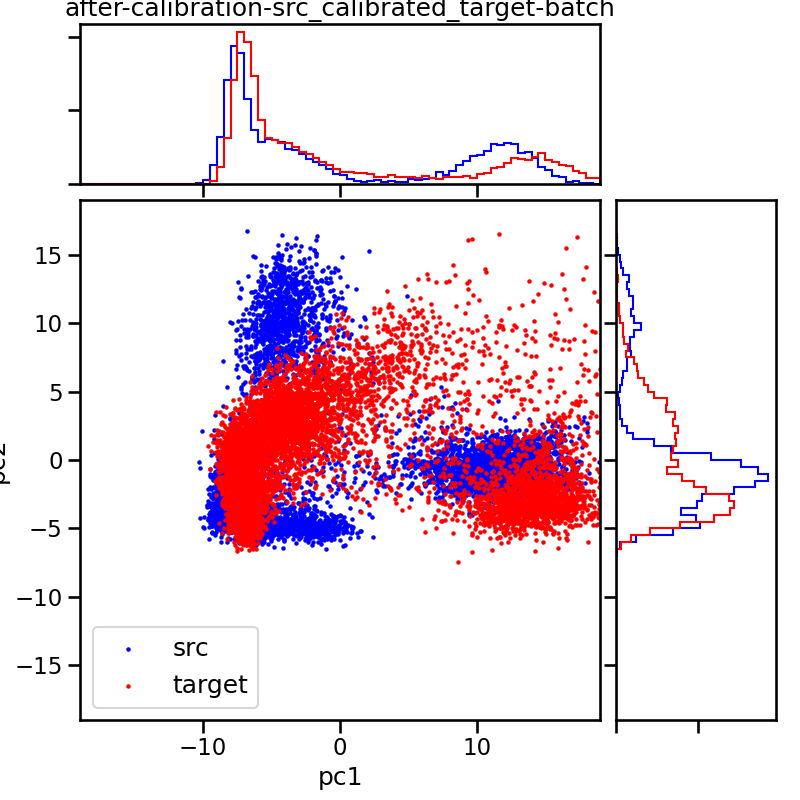 after-calibration-src_calibrated_target-batch
15
10
5
0
−5
−10
−15
pc2
src
target
−10
0
10
pc1